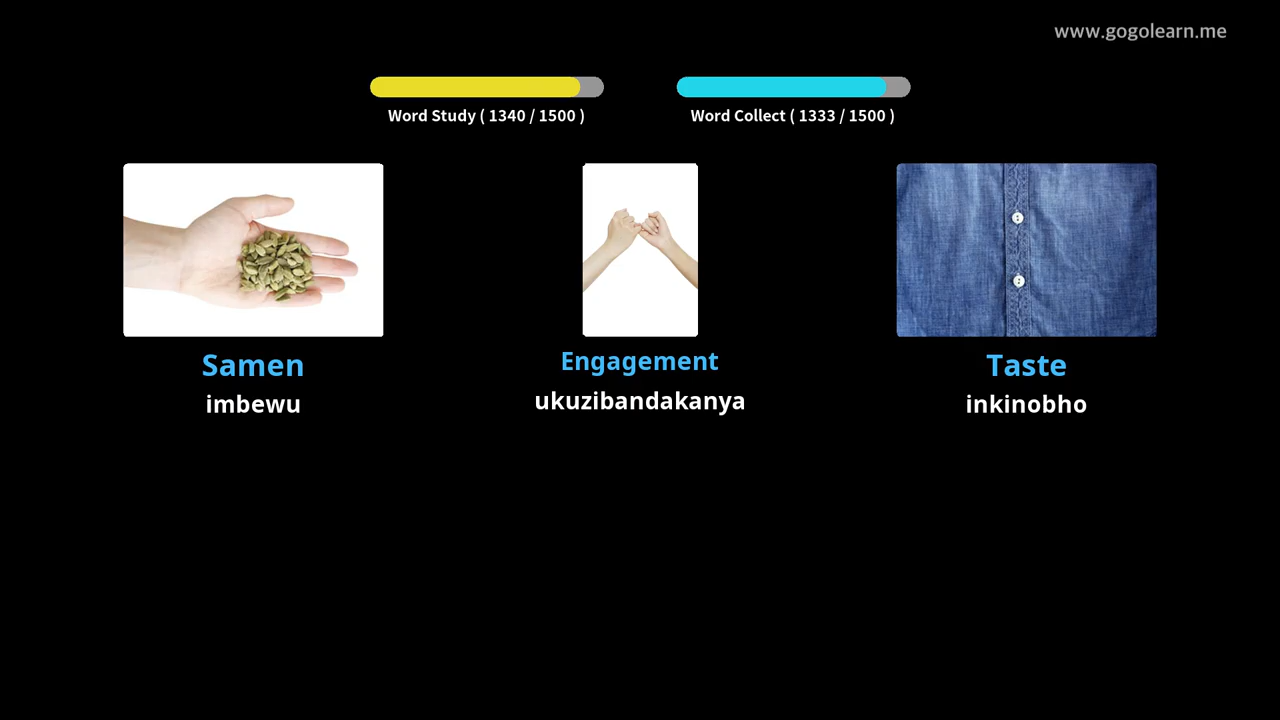 www.gogolearn.me
Word Study ( 1340 / 1500 )
Word Collect ( 1333 / 1500 )
Samen
imbewu
Engagement
ukuzibandakanya
Taste
inkinobho